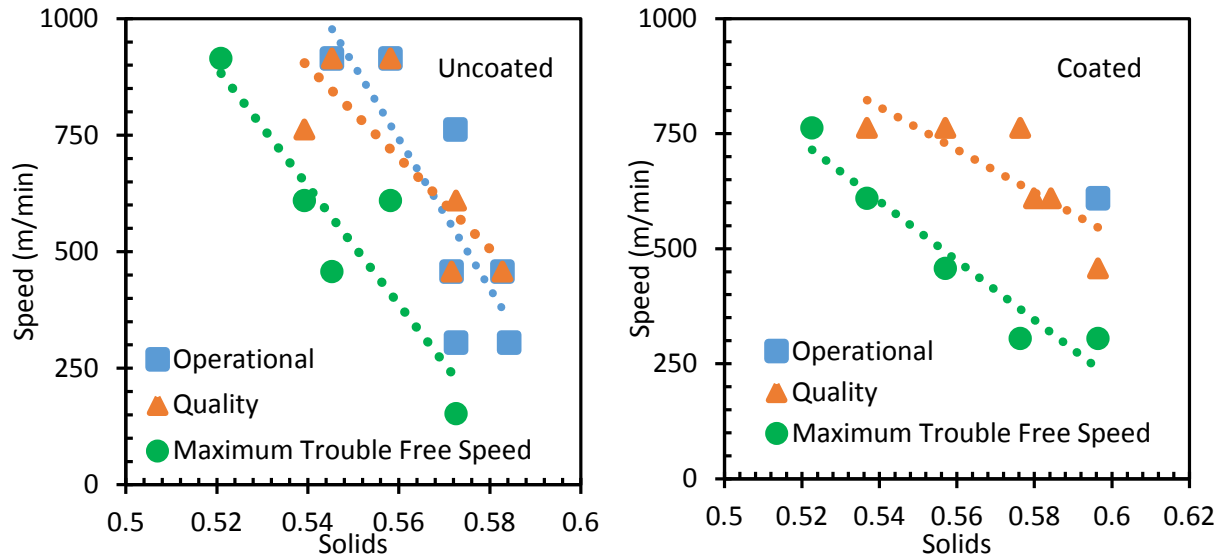 1000
750
500
250
0
Speed (m/min)
Uncoated
Operational
Quality
Maximum Trouble Free Speed
0.5 0.52 0.54 0.56 0.58 0.6
Solids
1000
750
500
250
0
Speed (m/min)
Coated
Operational
Quality
Maximum Trouble Free Speed
0.5 0.52 0.54 0.56 0.58 0.6 0.62
Solids